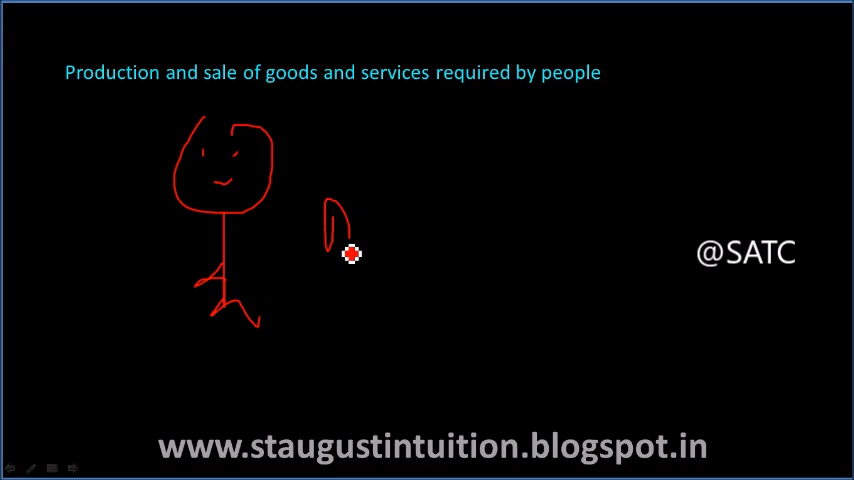 Production and sale of goods and services required by people
@SATC
www.staugustintuition.blogspot.in